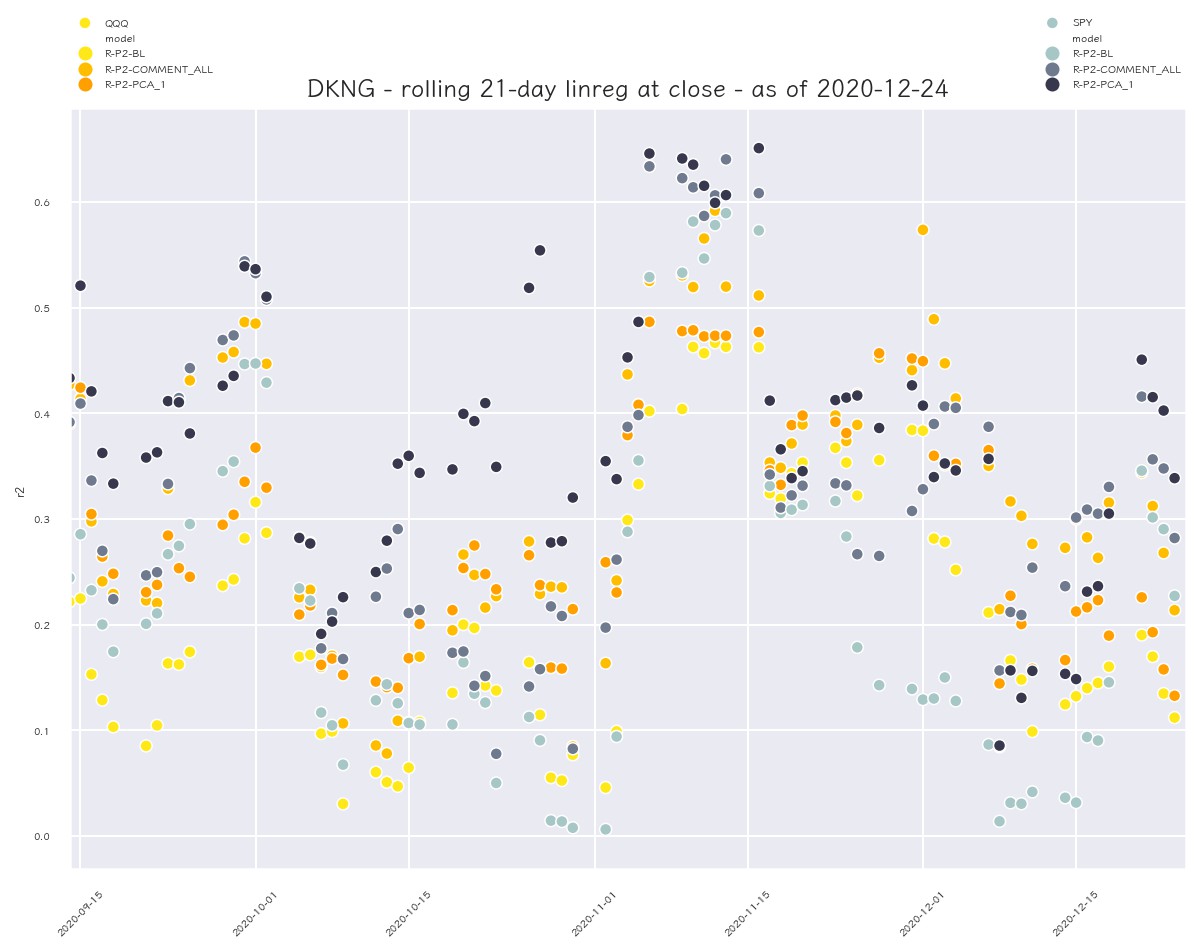 QQQ
model
R-P2-BL
R-P2-COMMENT_ALL
R-P2-PCA_1
SPY
model
R-P2-BL
R-P2-COMMENT_ALL
R-P2-PCA_1
DKNG - rolling 21-day linreg at close - as of 2020-12-24
r2
0.6
0.5
0.4
0.3
0.2
0.1
0.0
2020-09-15
2020-10-01
2020-10-15
2020-11-01
2020-11-15
2020-12-01
2020-12-15